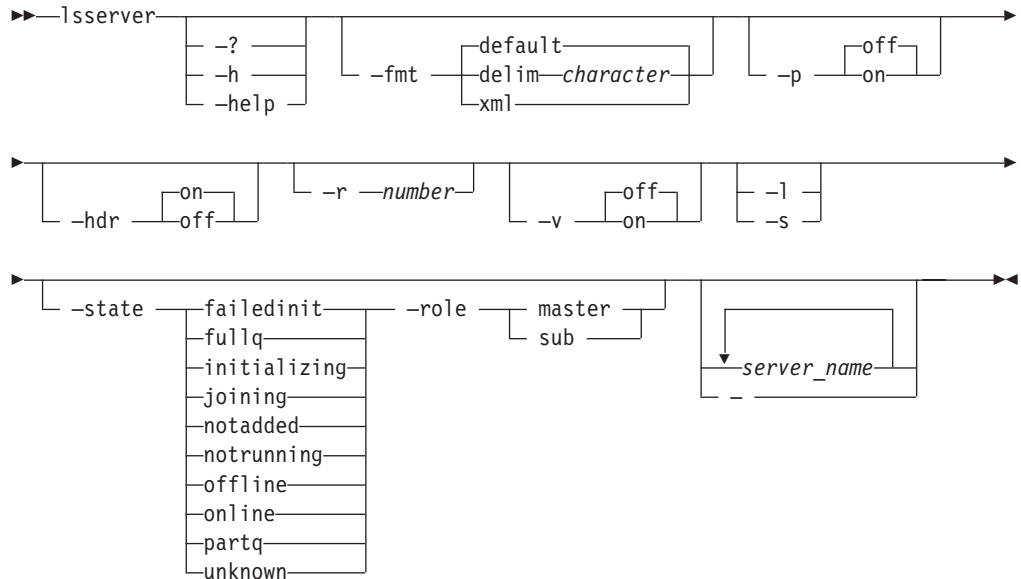 lsserver
–?
–h
–help
–fmt
default
delim character
xml
–p
off
on
–hdr
on
off
–r number
–v
off
on
–l
–s
–state
failedinit
fullq
initializing
joining
notadded
notrunning
offline
online
partq
unknown
–role
master
sub
server_name
–